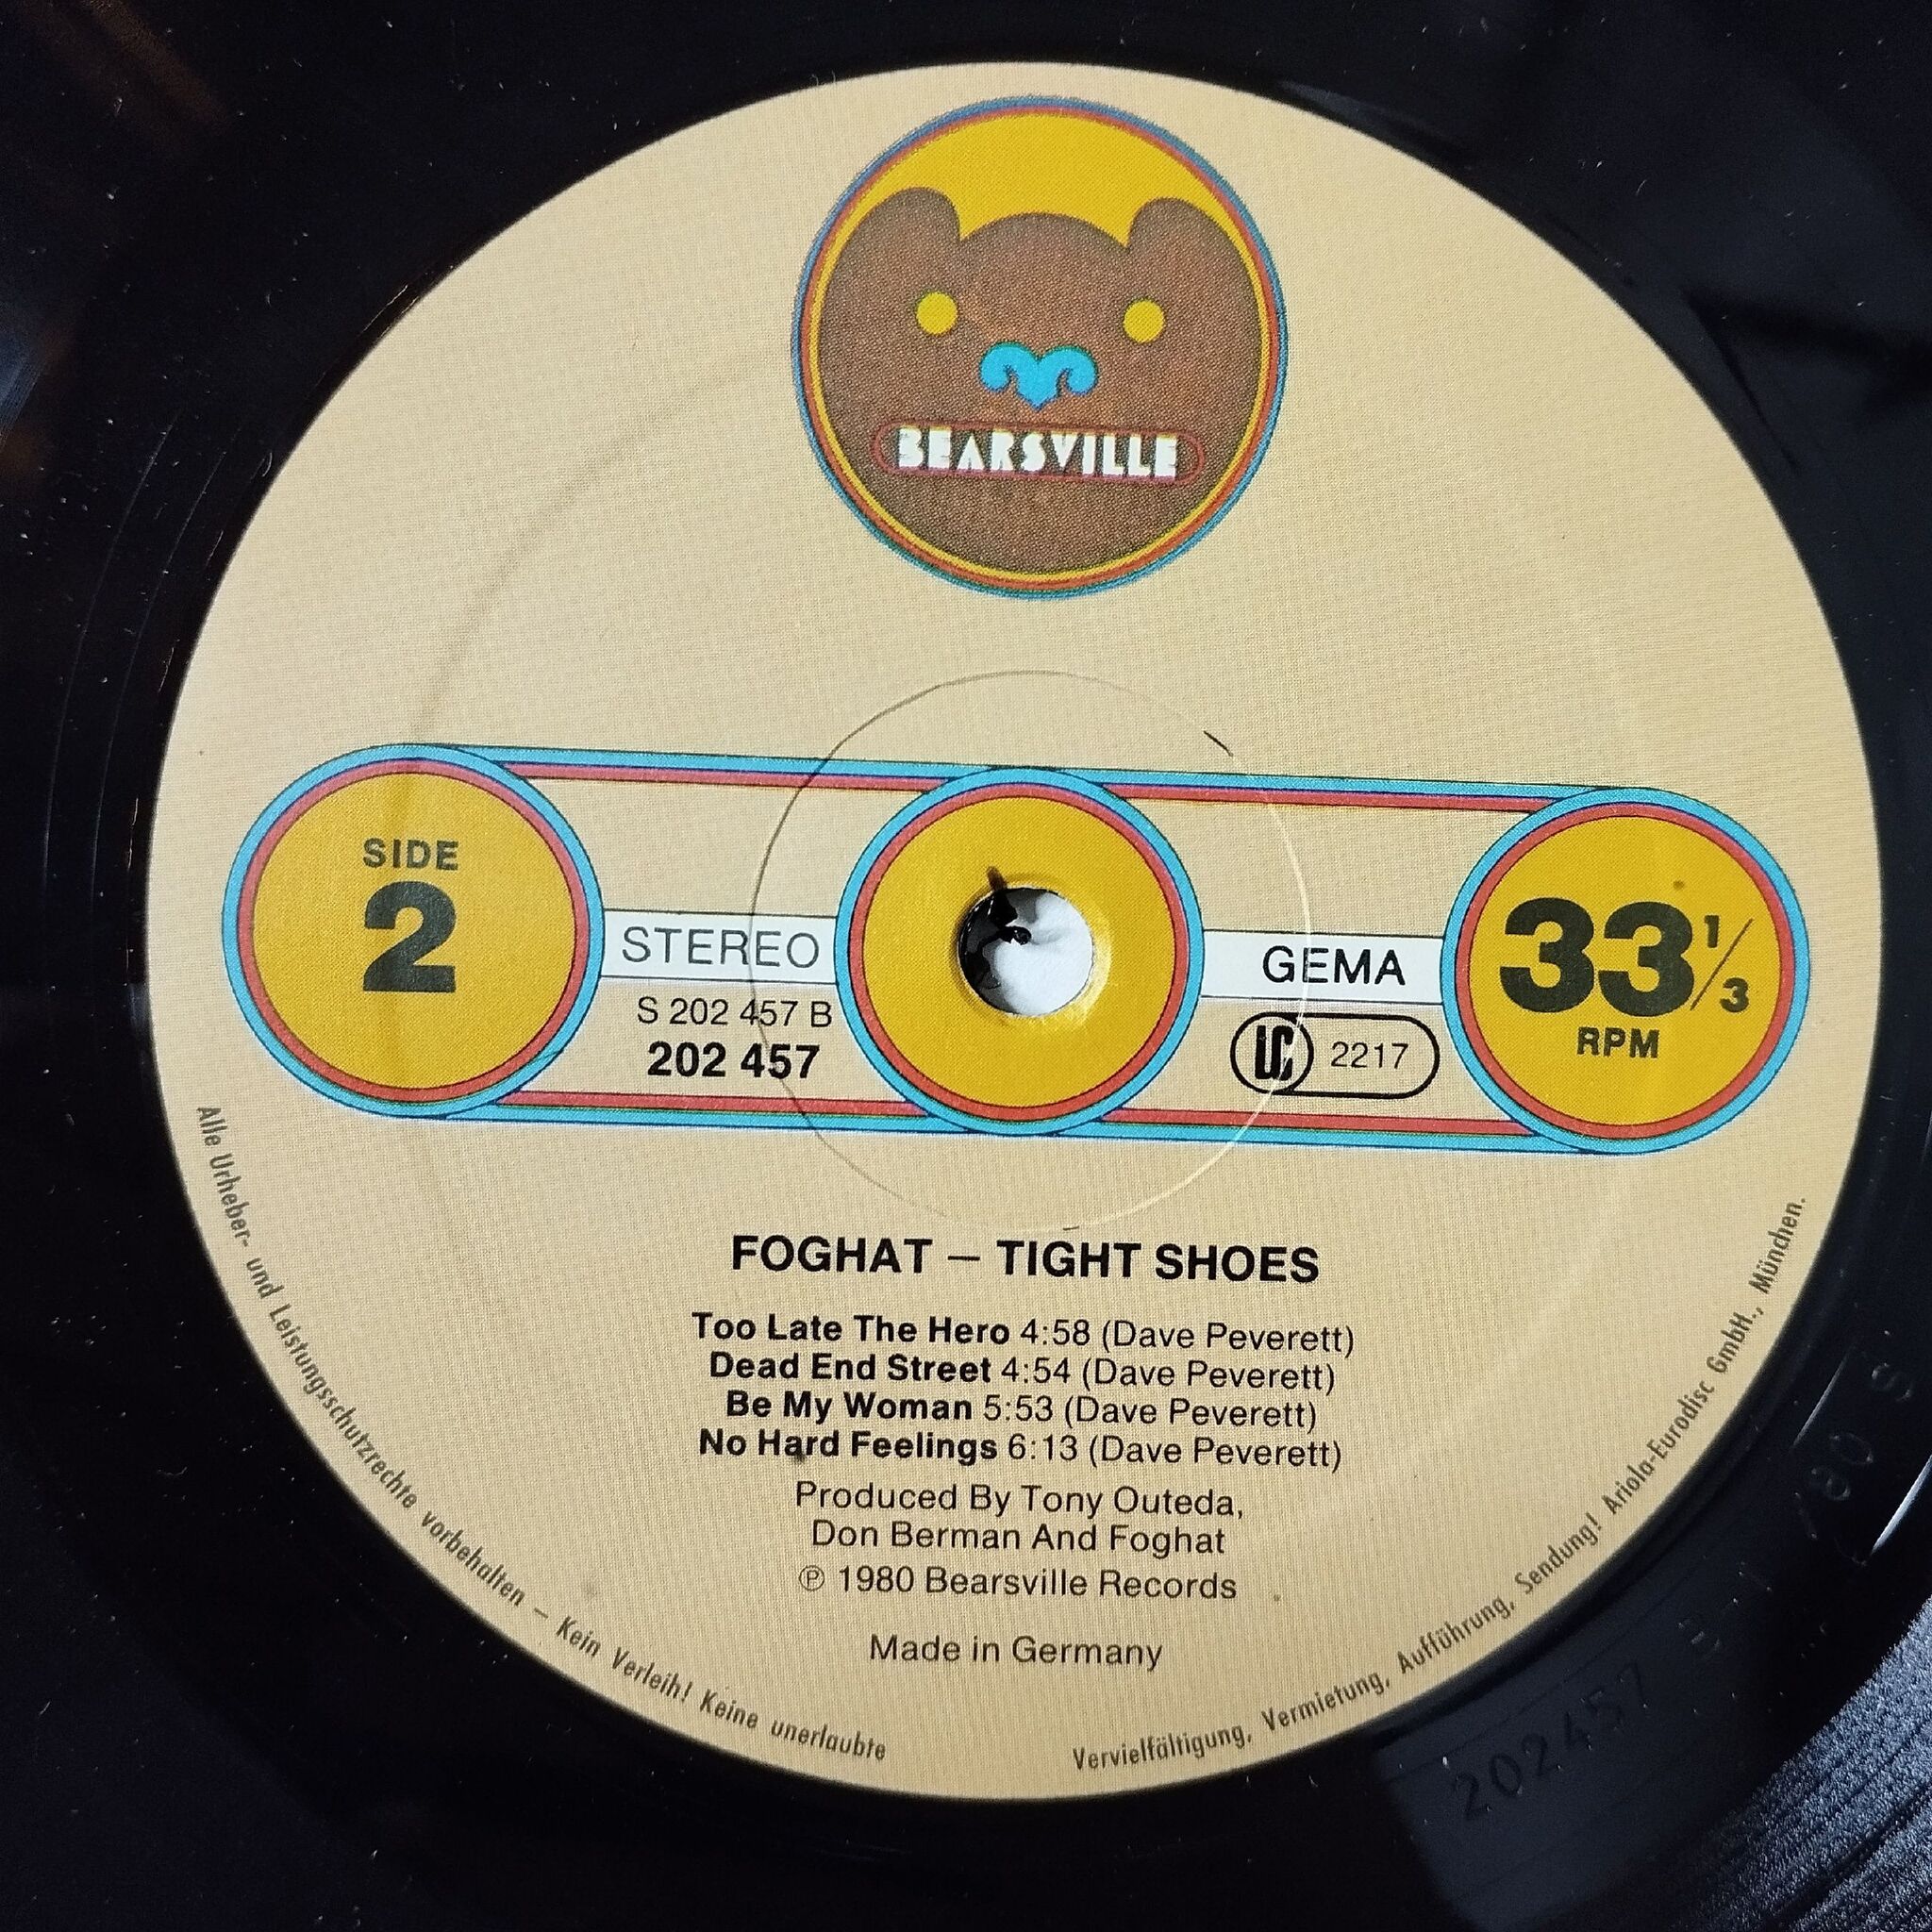 BEARSVILLE
SIDE
2
STEREO
S 202 457 B
202 457
GEMA
LC 2217
33 1/3
RPM
FOGHAT – TIGHT SHOES
Too Late The Hero 4:58 (Dave Peverett)
Dead End Street 4:54 (Dave Peverett)
Be My Woman 5:53 (Dave Peverett)
No Hard Feelings 6:13 (Dave Peverett)
Produced By Tony Outeda,
Don Berman And Foghat
℗ 1980 Bearsville Records
Made in Germany
Alle Urheber- und Leistungsschutzrechte vorbehalten – Kein Verleih! Keine unerlaubte
Vervielfältigung, Vermietung, Aufführung, Sendung! Ariola-Eurodisc GmbH., München.
202457 B